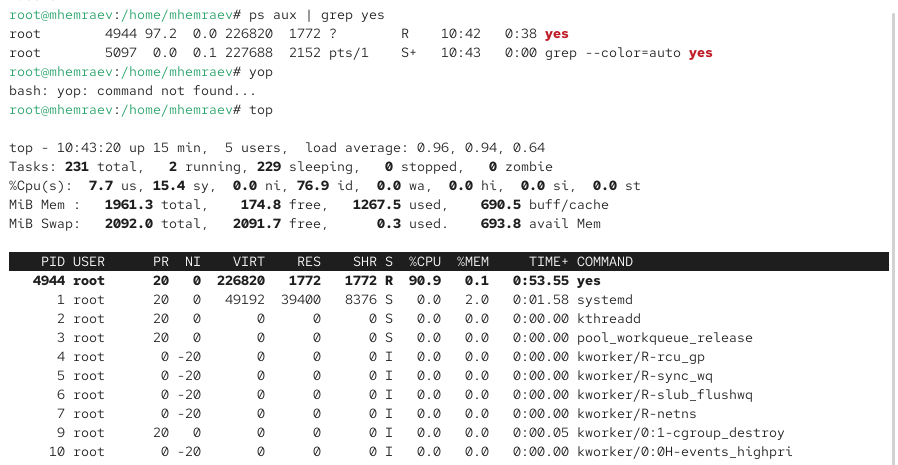 root@mhemraev:/home/mhemraev# ps aux | grep yes
root        4944 97.2  0.0 226820  1772 ?        R    10:42   0:38 yes
root        5097  0.0  0.1 227688  2152 pts/1    S+   10:43   0:00 grep --color=auto yes
root@mhemraev:/home/mhemraev# yop
bash: yop: command not found...
root@mhemraev:/home/mhemraev# top
top - 10:43:20 up 15 min,  5 users,  load average: 0.96, 0.94, 0.64
Tasks: 231 total,   2 running, 229 sleeping,   0 stopped,   0 zombie
%Cpu(s):  7.7 us, 15.4 sy,  0.0 ni, 76.9 id,  0.0 wa,  0.0 hi,  0.0 si,  0.0 st
MiB Mem :   1961.3 total,    174.8 free,   1267.5 used,    690.5 buff/cache
MiB Swap:   2092.0 total,   2091.7 free,      0.3 used.    693.8 avail Mem
    PID USER      PR  NI    VIRT    RES    SHR S  %CPU  %MEM     TIME+ COMMAND
   4944 root      20   0  226820   1772   1772 R  90.9   0.1   0:53.55 yes
      1 root      20   0   49192  39400   8376 S   0.0   2.0   0:01.58 systemd
      2 root      20   0       0      0      0 S   0.0   0.0   0:00.00 kthreadd
      3 root      20   0       0      0      0 S   0.0   0.0   0:00.00 pool_workqueue_release
      4 root       0 -20       0      0      0 I   0.0   0.0   0:00.00 kworker/R-rcu_gp
      5 root       0 -20       0      0      0 I   0.0   0.0   0:00.00 kworker/R-sync_wq
      6 root       0 -20       0      0      0 I   0.0   0.0   0:00.00 kworker/R-slub_flushwq
      7 root       0 -20       0      0      0 I   0.0   0.0   0:00.00 kworker/R-netns
      9 root      20   0       0      0      0 I   0.0   0.0   0:00.05 kworker/0:1-cgroup_destroy
     10 root       0 -20       0      0      0 I   0.0   0.0   0:00.00 kworker/0:0H-events_highpri